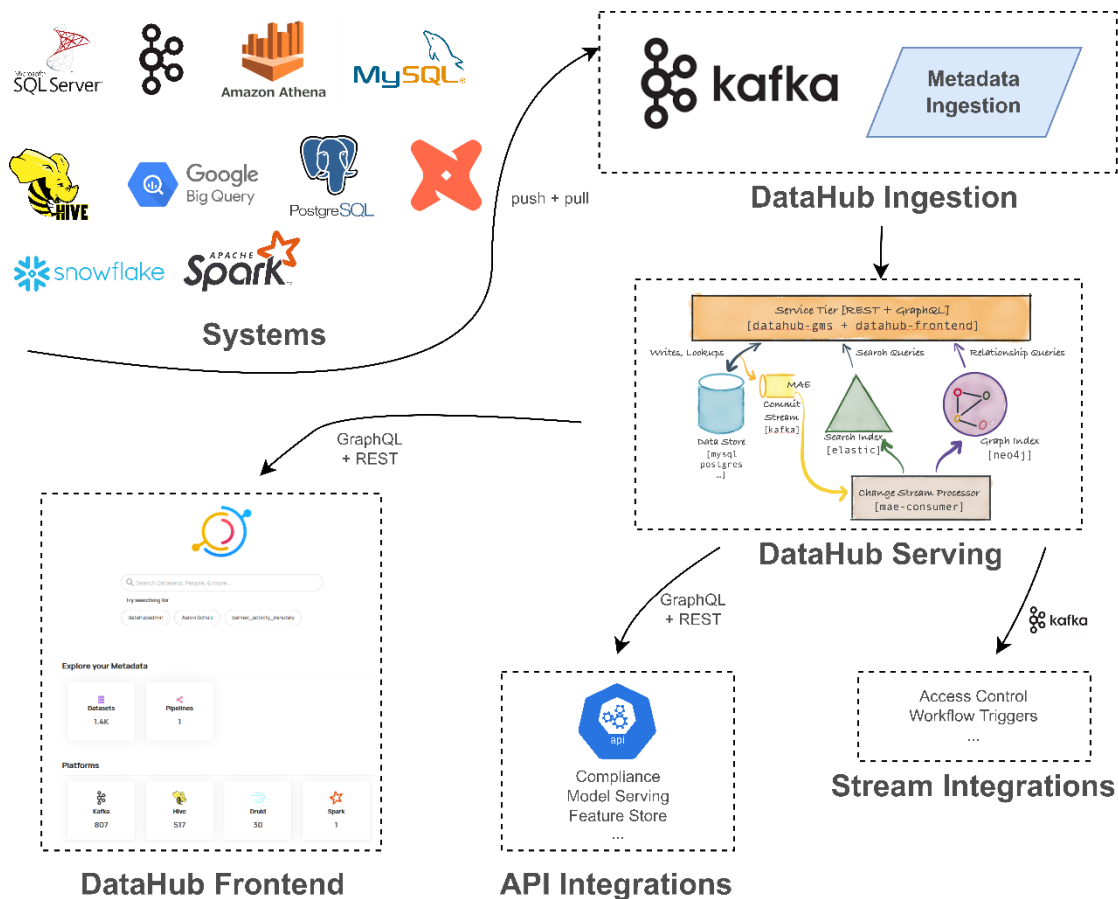 Microsoft
SQL Server
Amazon Athena
MySQL
HIVE
Google
Big Query
PostgreSQL
snowflake
APACHE
Spark
Systems
push + pull
kafka
Metadata
Ingestion
DataHub Ingestion
Service Tier [REST + GraphQL]
[datahub-gms + datahub-frontend]
Writes, Lookups
Search Queries
Relationship Queries
MAE
Commit
Stream
[kafka]
Data Store
[mysql
postgres
…]
Search Index
[elastic]
Graph Index
[neo4j]
Change Stream Processor
[mae-consumer]
DataHub Serving
GraphQL
+ REST
Search Datasets, People, & more...
Try searching for
datahubadmin
Aaron Scholz
banner_activity_minutely
Explore your Metadata
Datasets
1.4K
Pipelines
1
Platforms
Kafka
807
Hive
517
Druid
30
Spark
1
DataHub Frontend
GraphQL
+ REST
api
Compliance
Model Serving
Feature Store
...
API Integrations
kafka
Access Control
Workflow Triggers
...
Stream Integrations